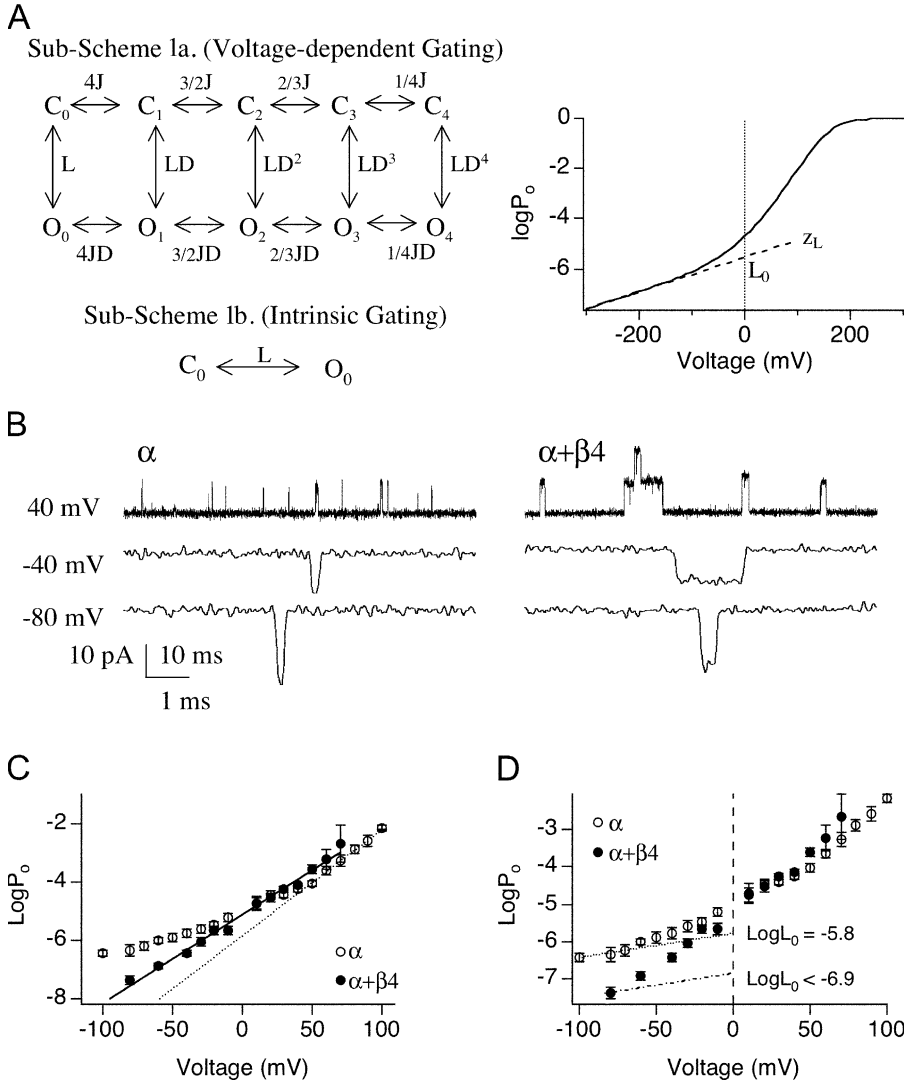 A
Sub-Scheme 1a. (Voltage-dependent Gating)
4J 3/2J 2/3J 1/4J
C₀ C₁ C₂ C₃ C₄
L LD LD² LD³ LD⁴
O₀ O₁ O₂ O₃ O₄
4JD 3/2JD 2/3JD 1/4JD
Sub-Scheme 1b. (Intrinsic Gating)
L
C₀ O₀
0
-2
-4
-6
logPₒ
z_L
L₀
-200 0 200
Voltage (mV)
B
α α+β4
40 mV
-40 mV
-80 mV
10 pA 10 ms
1 ms
C
-2
-4
-6
-8
LogPₒ
α
α+β4
-100 -50 0 50 100
Voltage (mV)
D
α
α+β4
-3
-4
-5
-6
-7
LogPₒ
LogL₀ = -5.8
LogL₀ < -6.9
-100 -50 0 50 100
Voltage (mV)